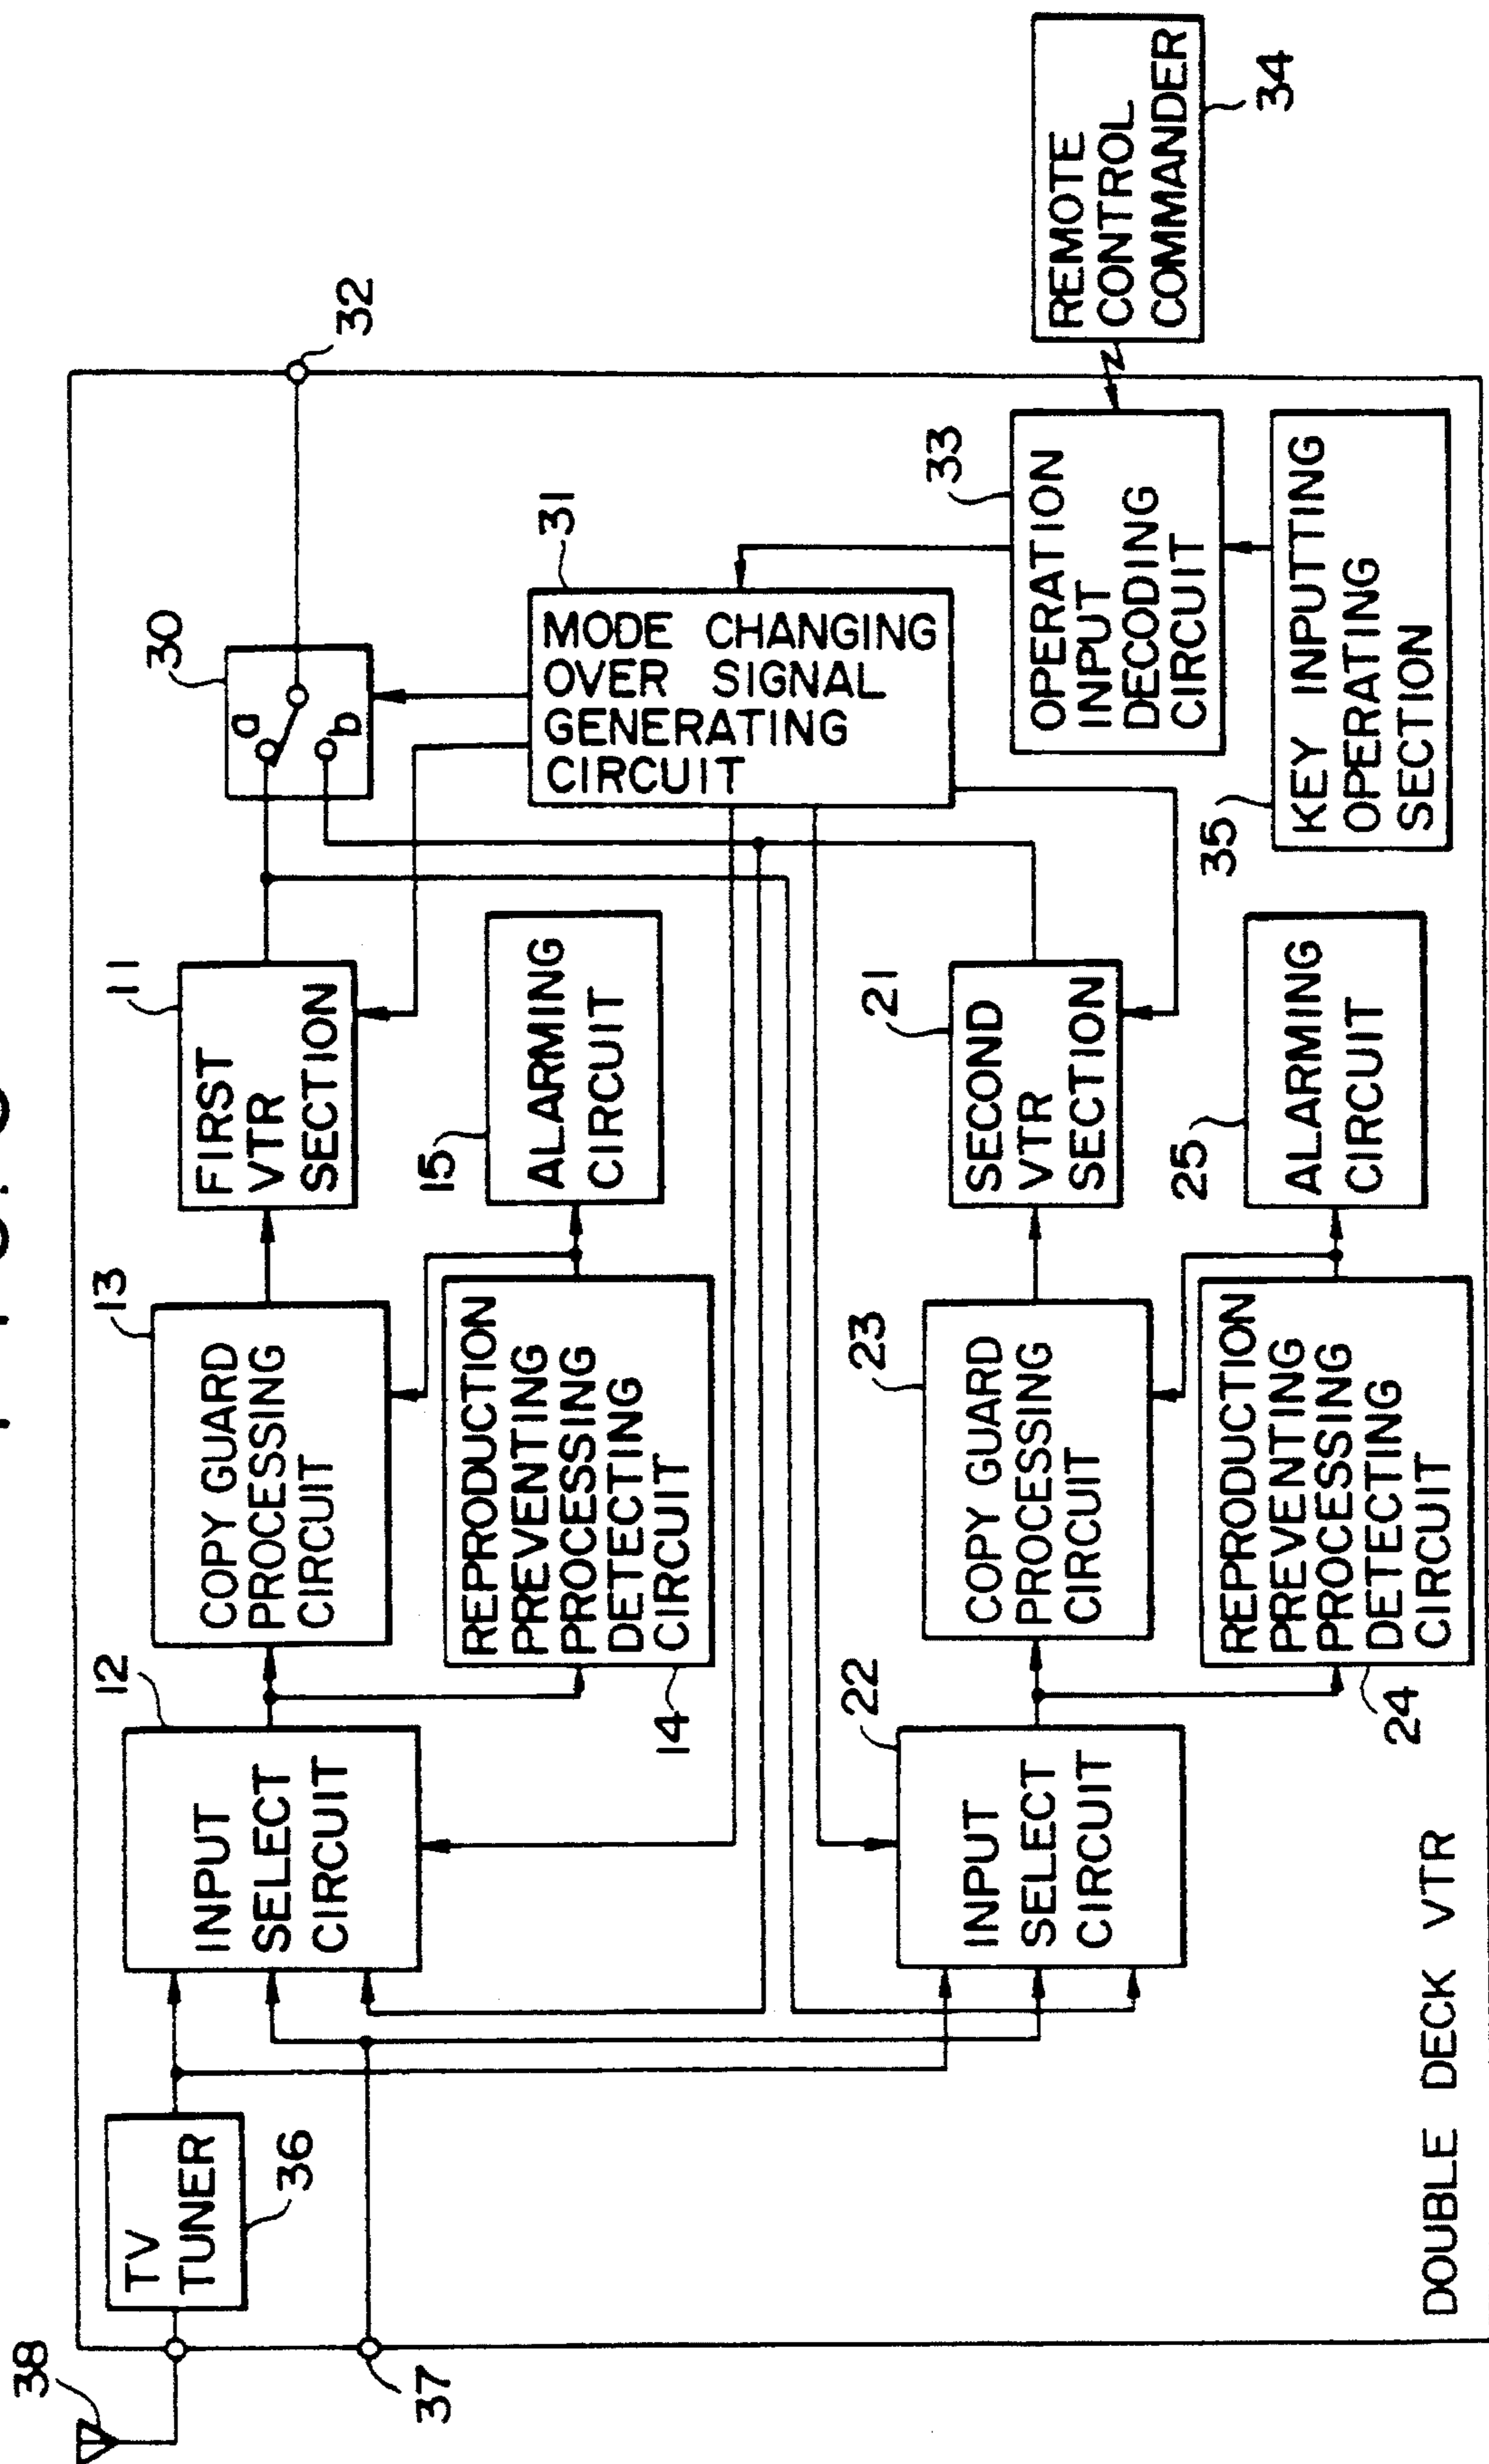 38
TV
TUNER
36
37
12
INPUT
SELECT
CIRCUIT
13
COPY GUARD
PROCESSING
CIRCUIT
14
REPRODUCTION
PREVENTING
PROCESSING
DETECTING
CIRCUIT
11
FIRST
VTR
SECTION
15
ALARMING
CIRCUIT
30
a
b
32
31
MODE CHANGING
OVER SIGNAL
GENERATING
CIRCUIT
22
INPUT
SELECT
CIRCUIT
23
COPY GUARD
PROCESSING
CIRCUIT
24
REPRODUCTION
PREVENTING
PROCESSING
DETECTING
CIRCUIT
21
SECOND
VTR
SECTION
25
ALARMING
CIRCUIT
33
OPERATION
INPUT
DECODING
CIRCUIT
REMOTE
CONTROL
COMMANDER
34
35
KEY INPUTTING
OPERATING
SECTION
DOUBLE DECK VTR